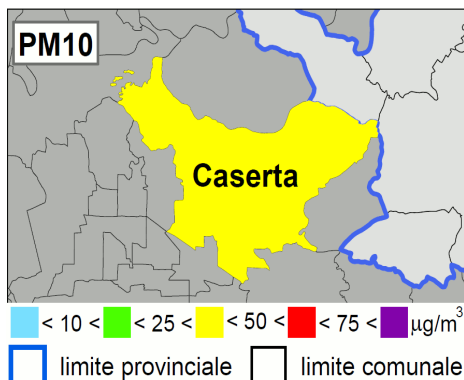 PM10
Caserta
< 10 < < 25 < < 50 < < 75 < µg/m³
limite provinciale limite comunale